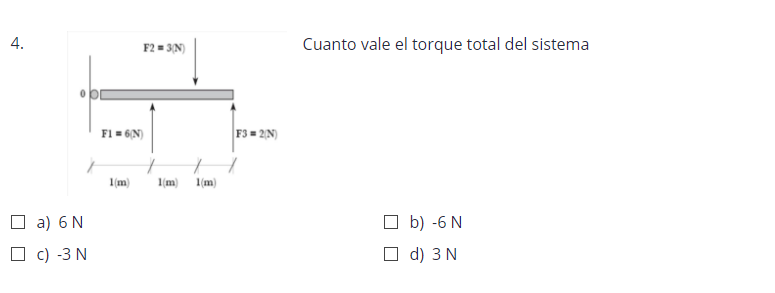 4.
F2 = 3(N)
Cuanto vale el torque total del sistema
0
F1 = 6(N)
F3 = 2(N)
1(m) 1(m) 1(m)
a) 6 N
b) -6 N
c) -3 N
d) 3 N